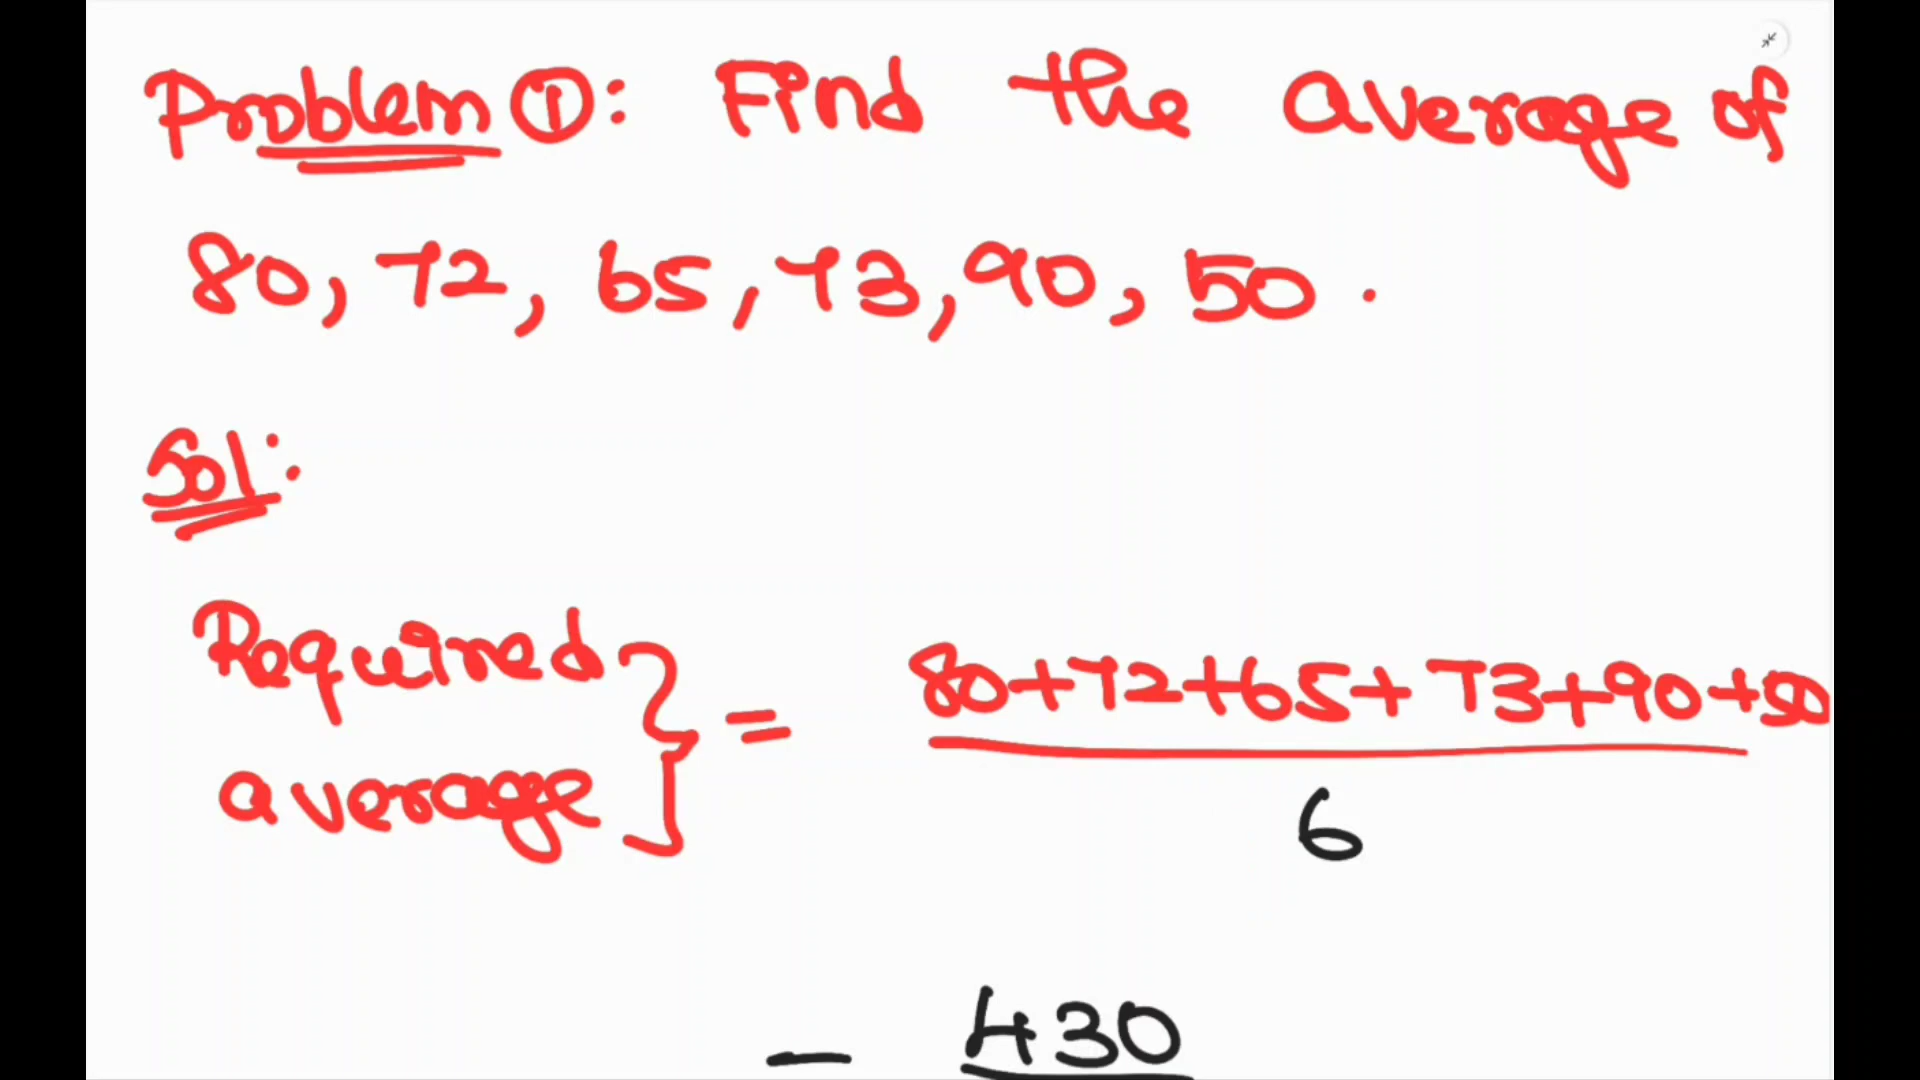 Problem ①: Find the average of
80, 72, 65, 73, 90, 50.
Sol:
Required average } = 80+72+65+73+90+50
6
= 430